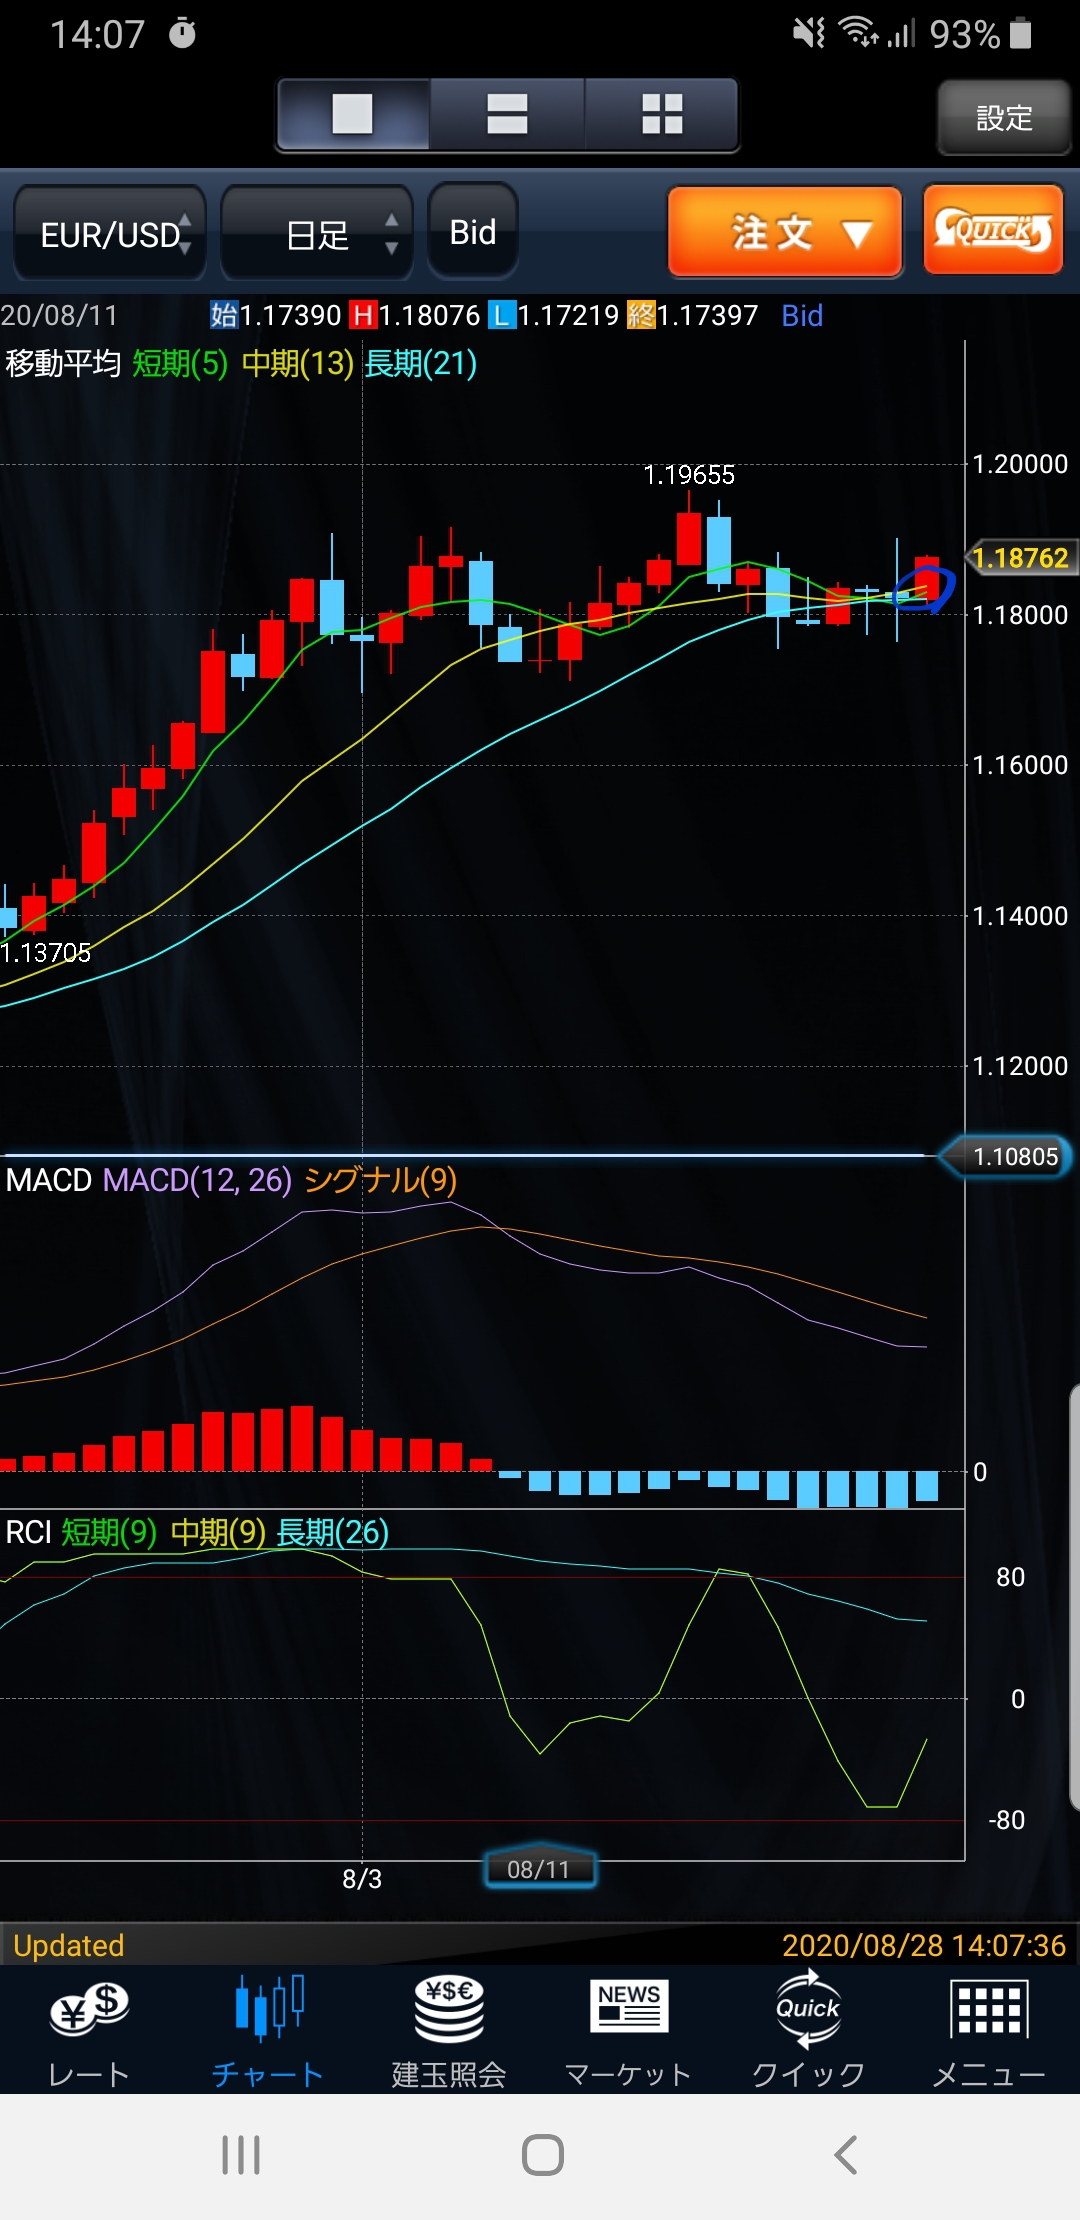 14:07 93%
設定
EUR/USD 日足 Bid 注文 ▼ QUICK
20/08/11 始1.17390 H1.18076 L1.17219 終1.17397 Bid
移動平均 短期(5) 中期(13) 長期(21)
1.20000
1.19655
1.18762
1.18000
1.16000
1.14000
1.13705
1.12000
1.10805
MACD MACD(12, 26) シグナル(9)
0
RCI 短期(9) 中期(9) 長期(26)
80
0
-80
8/3 08/11
Updated 2020/08/28 14:07:36
¥$ ¥$€ NEWS Quick
レート チャート 建玉照会 マーケット クイック メニュー